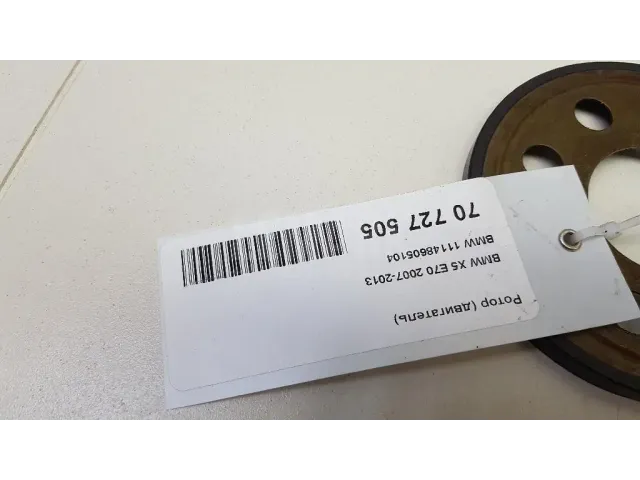 70 727 505
BMW 11148605104
BMW X5 E70 2007-2013
Ротор (двигатель)